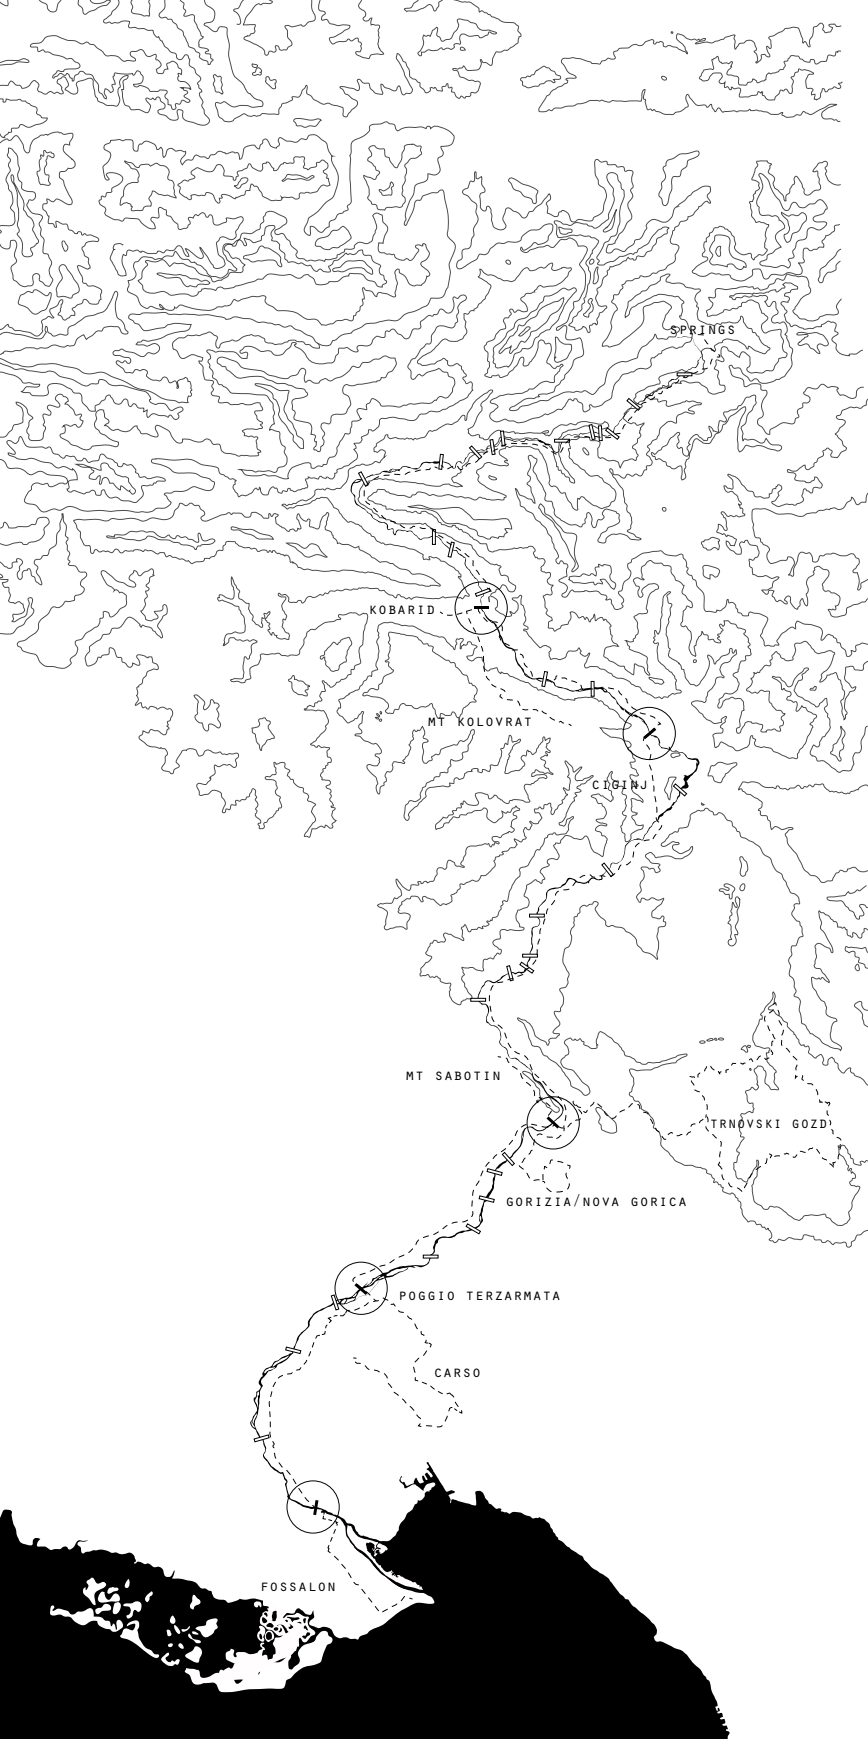 SPRINGS
KOBARID
MT KOLOVRAT
CIGINJ
MT SABOTIN
TRNOVSKI GOZD
GORIZIA/NOVA GORICA
POGGIO TERZARMATA
CARSO
FOSSALON